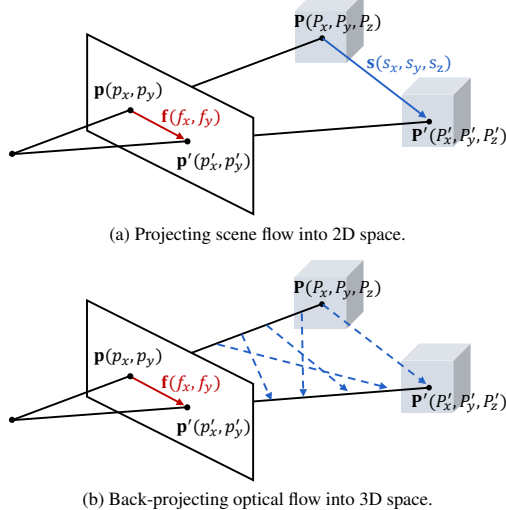 P(P_x, P_y, P_z)
s(s_x, s_y, s_z)
p(p_x, p_y)
f(f_x, f_y)
p′(p′_x, p′_y)
P′(P′_x, P′_y, P′_z)
(a) Projecting scene flow into 2D space.
P(P_x, P_y, P_z)
p(p_x, p_y)
f(f_x, f_y)
p′(p′_x, p′_y)
P′(P′_x, P′_y, P′_z)
(b) Back-projecting optical flow into 3D space.